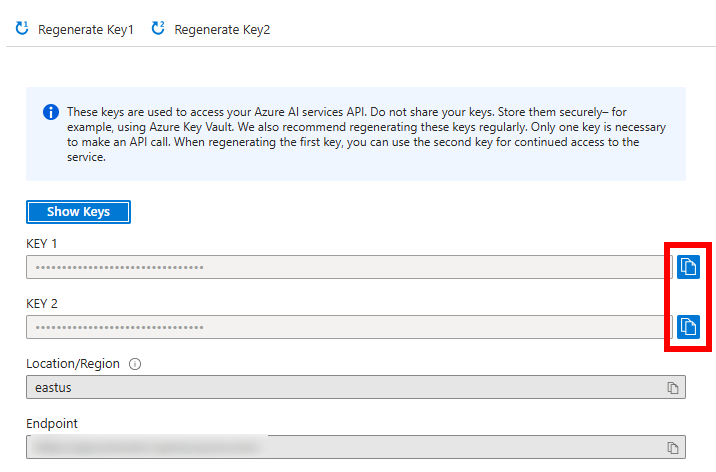 Regenerate Key1 Regenerate Key2
These keys are used to access your Azure AI services API. Do not share your keys. Store them securely– for
example, using Azure Key Vault. We also recommend regenerating these keys regularly. Only one key is necessary
to make an API call. When regenerating the first key, you can use the second key for continued access to the
service.
Show Keys
KEY 1
••••••••••••••••••••••••••••••••
KEY 2
••••••••••••••••••••••••••••••••
Location/Region
eastus
Endpoint